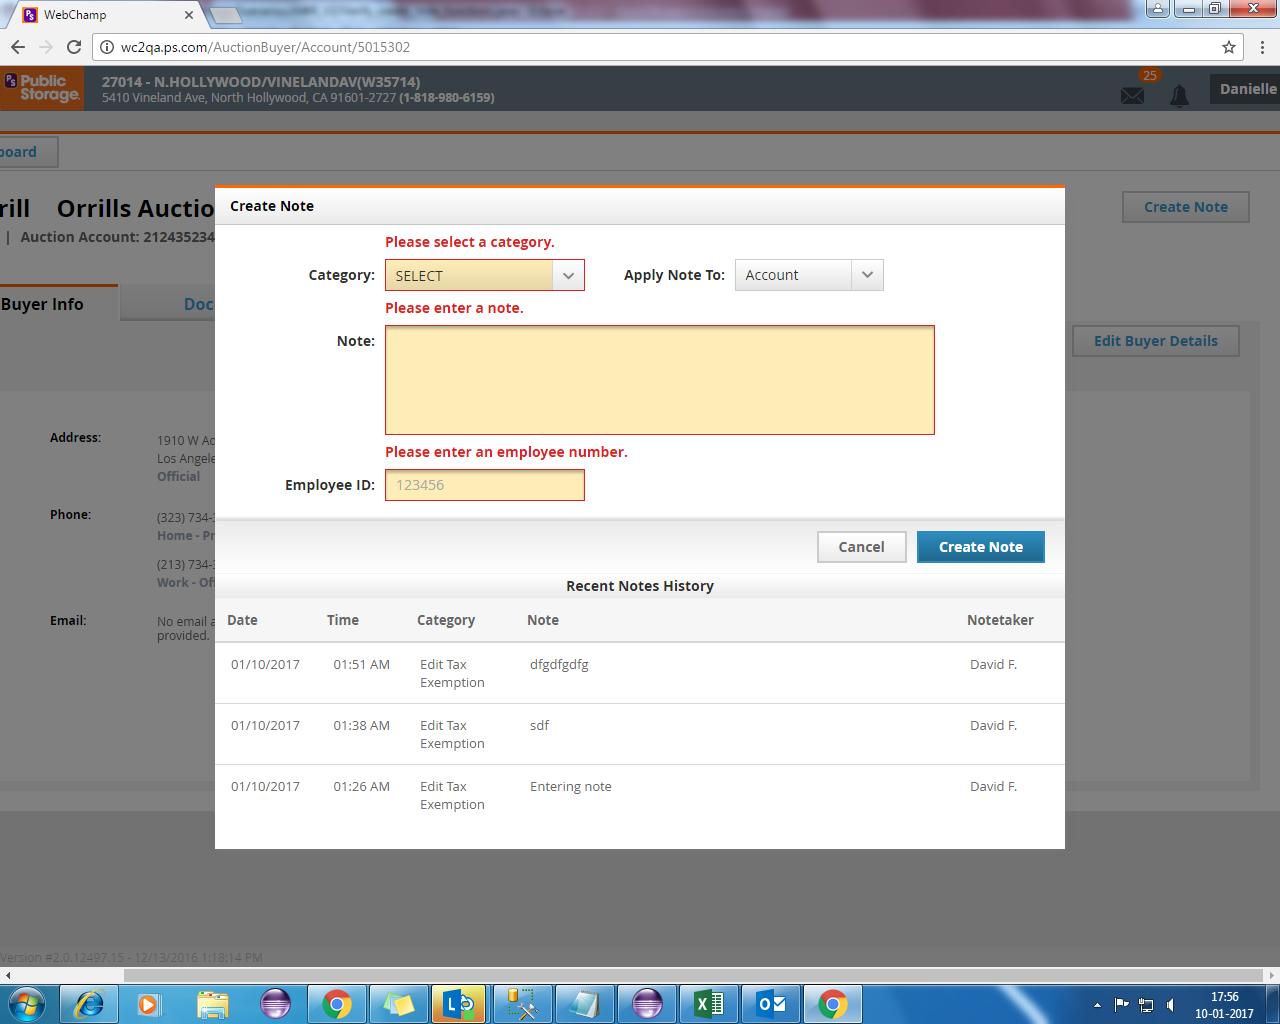 WebChamp
wc2qa.ps.com/AuctionBuyer/Account/5015302
PS Public Storage.
27014 - N.HOLLYWOOD/VINELANDAV(W35714)
5410 Vineland Ave, North Hollywood, CA 91601-2727 (1-818-980-6159)
25
Danielle
board
rill Orrills Auctio
Create Note
| Auction Account: 212435234
Buyer Info
Doc
Edit Buyer Details
Address:
1910 W Ad
Los Angele
Official
Phone:
(323) 734-
Home - Pr
(213) 734-
Work - Off
Email:
No email a
provided.
Create Note
Please select a category.
Category: SELECT
Apply Note To: Account
Please enter a note.
Note:
Please enter an employee number.
Employee ID: 123456
Cancel
Create Note
Recent Notes History
Date Time Category Note Notetaker
01/10/2017 01:51 AM Edit Tax Exemption dfgdfgdfg David F.
01/10/2017 01:38 AM Edit Tax Exemption sdf David F.
01/10/2017 01:26 AM Edit Tax Exemption Entering note David F.
Version #2.0.12497.15 - 12/13/2016 1:18:14 PM
17:56
10-01-2017